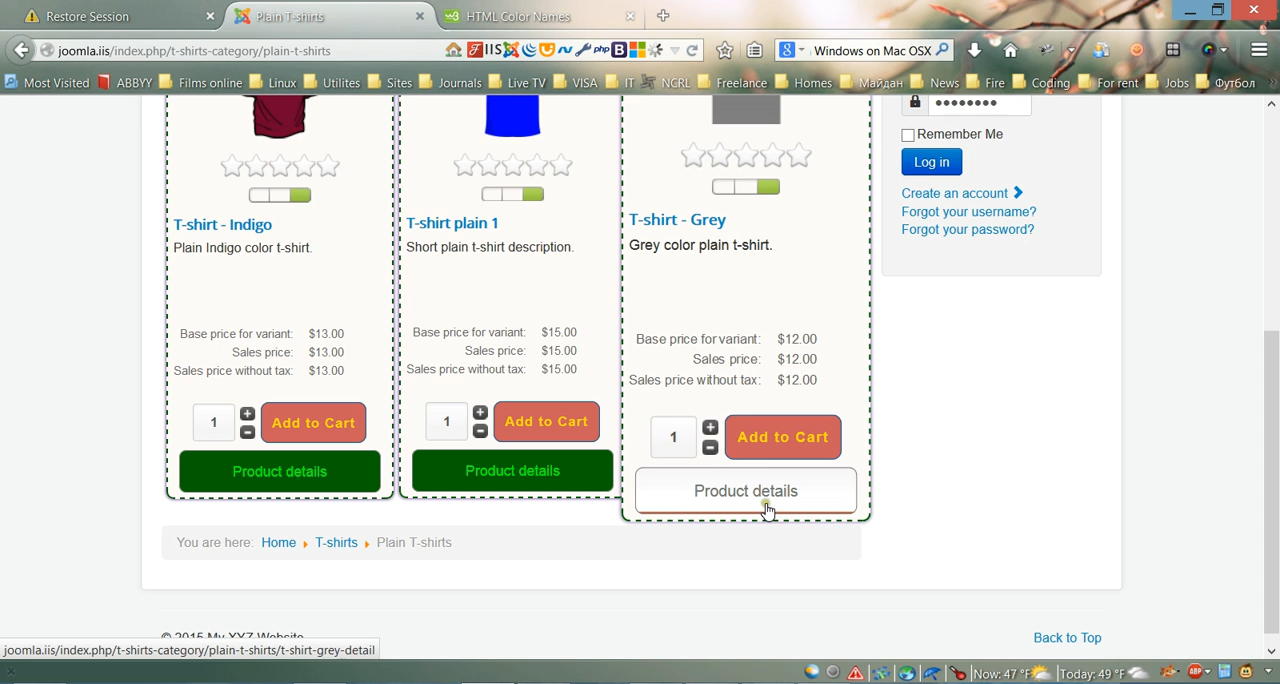 Restore Session
Plain T-shirts
HTML Color Names
joomla.iis/index.php/t-shirts-category/plain-t-shirts
IIS
php
B
Windows on Mac OSX
Most Visited
ABBYY
Films online
Linux
Utilites
Sites
Journals
Live TV
VISA
IT
NCRL
Freelance
Homes
Майдан
News
Fire
Coding
For rent
Jobs
Футбол
Remember Me
Log in
Create an account
Forgot your username?
Forgot your password?
T-shirt - Indigo
Plain Indigo color t-shirt.
Base price for variant: $13.00
Sales price: $13.00
Sales price without tax: $13.00
1
Add to Cart
Product details
T-shirt plain 1
Short plain t-shirt description.
Base price for variant: $15.00
Sales price: $15.00
Sales price without tax: $15.00
1
Add to Cart
Product details
T-shirt - Grey
Grey color plain t-shirt.
Base price for variant: $12.00
Sales price: $12.00
Sales price without tax: $12.00
1
Add to Cart
Product details
You are here: Home T-shirts Plain T-shirts
© 2015 My XYZ Website
Back to Top
joomla.iis/index.php/t-shirts-category/plain-t-shirts/t-shirt-grey-detail
Now: 47 °F
Today: 49 °F
ABP